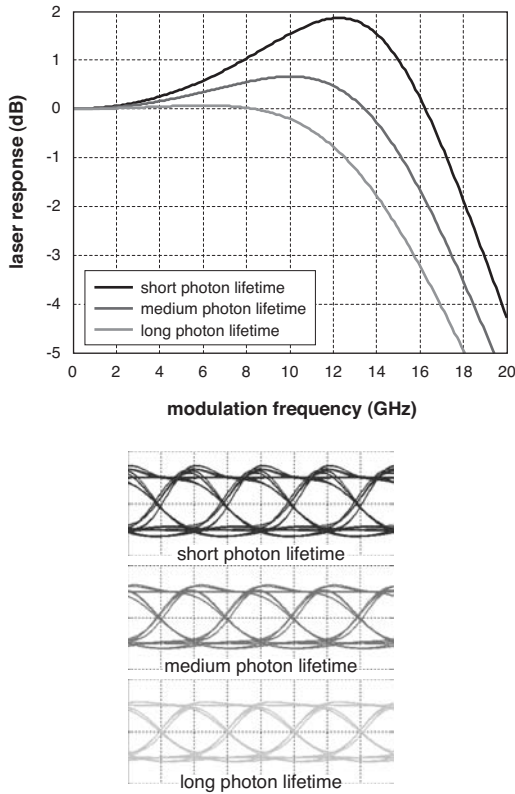 2
1
0
-1
-2
-3
-4
-5
laser response (dB)
short photon lifetime
medium photon lifetime
long photon lifetime
0 2 4 6 8 10 12 14 16 18 20
modulation frequency (GHz)
short photon lifetime
medium photon lifetime
long photon lifetime